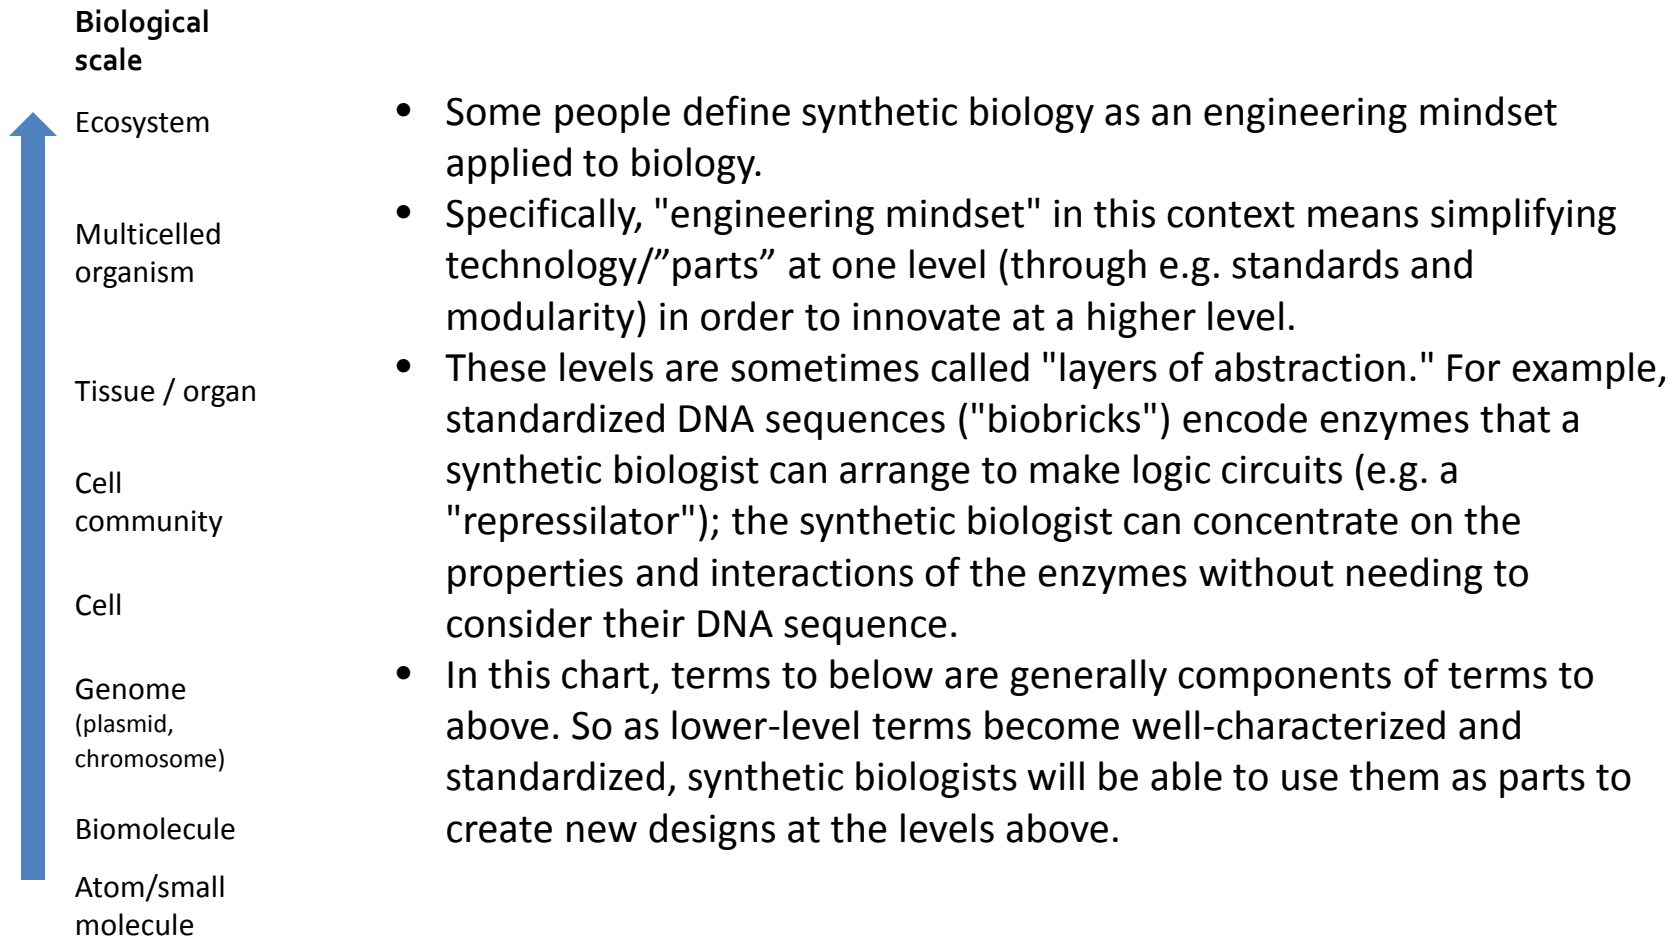 Biological
scale
Ecosystem
Multicelled
organism
Tissue / organ
Cell
community
Cell
Genome
(plasmid,
chromosome)
Biomolecule
Atom/small
molecule
• Some people define synthetic biology as an engineering mindset
applied to biology.
• Specifically, "engineering mindset" in this context means simplifying
technology/”parts” at one level (through e.g. standards and
modularity) in order to innovate at a higher level.
• These levels are sometimes called "layers of abstraction." For example,
standardized DNA sequences ("biobricks") encode enzymes that a
synthetic biologist can arrange to make logic circuits (e.g. a
"repressilator"); the synthetic biologist can concentrate on the
properties and interactions of the enzymes without needing to
consider their DNA sequence.
• In this chart, terms to below are generally components of terms to
above. So as lower-level terms become well-characterized and
standardized, synthetic biologists will be able to use them as parts to
create new designs at the levels above.